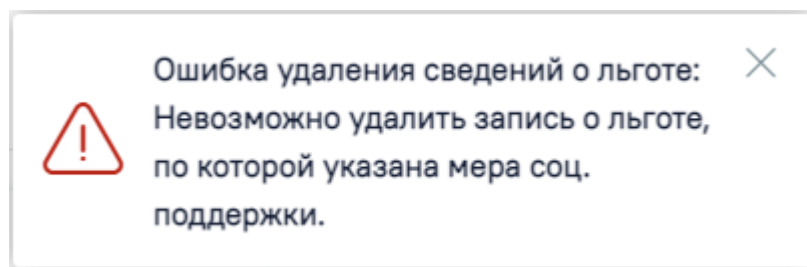 Ошибка удаления сведений о льготе:
Невозможно удалить запись о льготе,
по которой указана мера соц.
поддержки.